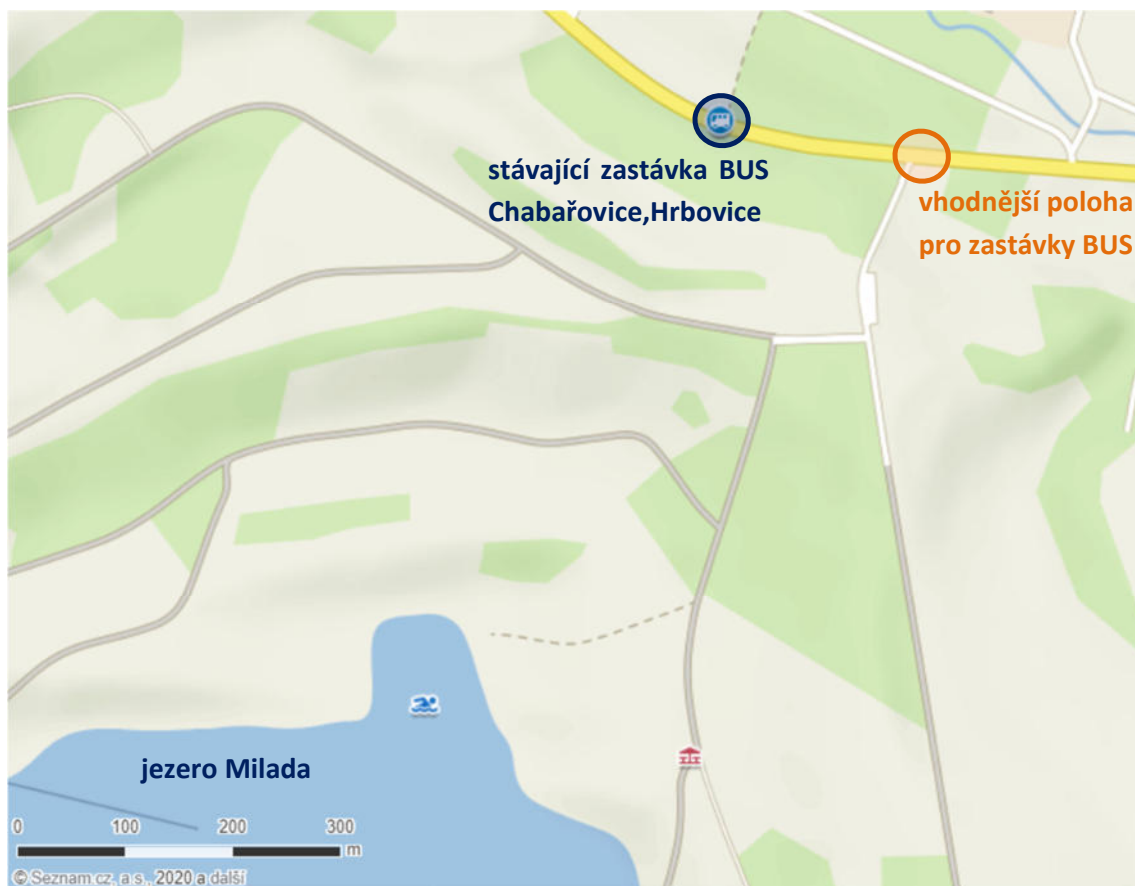 stávající zastávka BUS
Chabařovice,Hrbovice
vhodnější poloha
pro zastávky BUS
jezero Milada
0 100 200 300
m
© Seznam.cz, a.s., 2020 a další